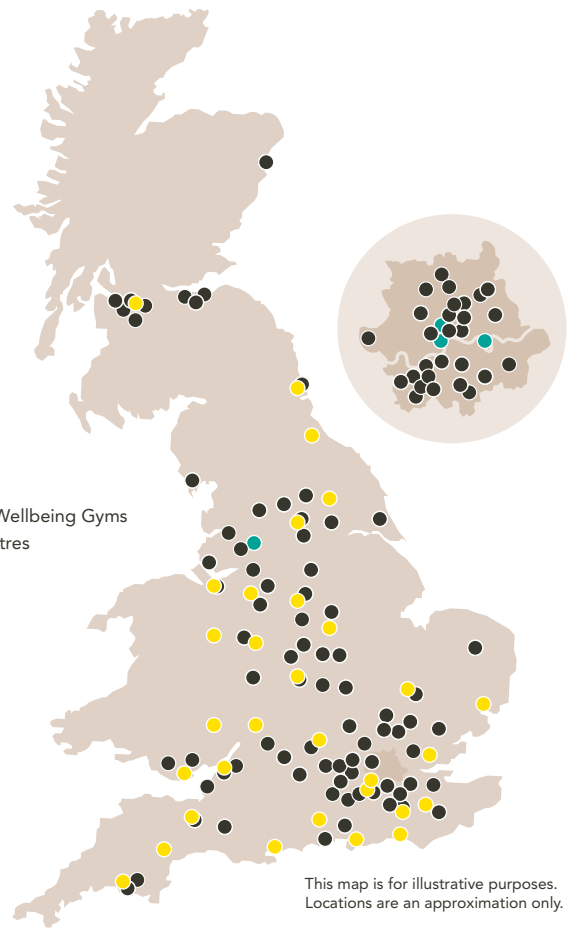 Wellbeing Gyms
tres
This map is for illustrative purposes.
Locations are an approximation only.